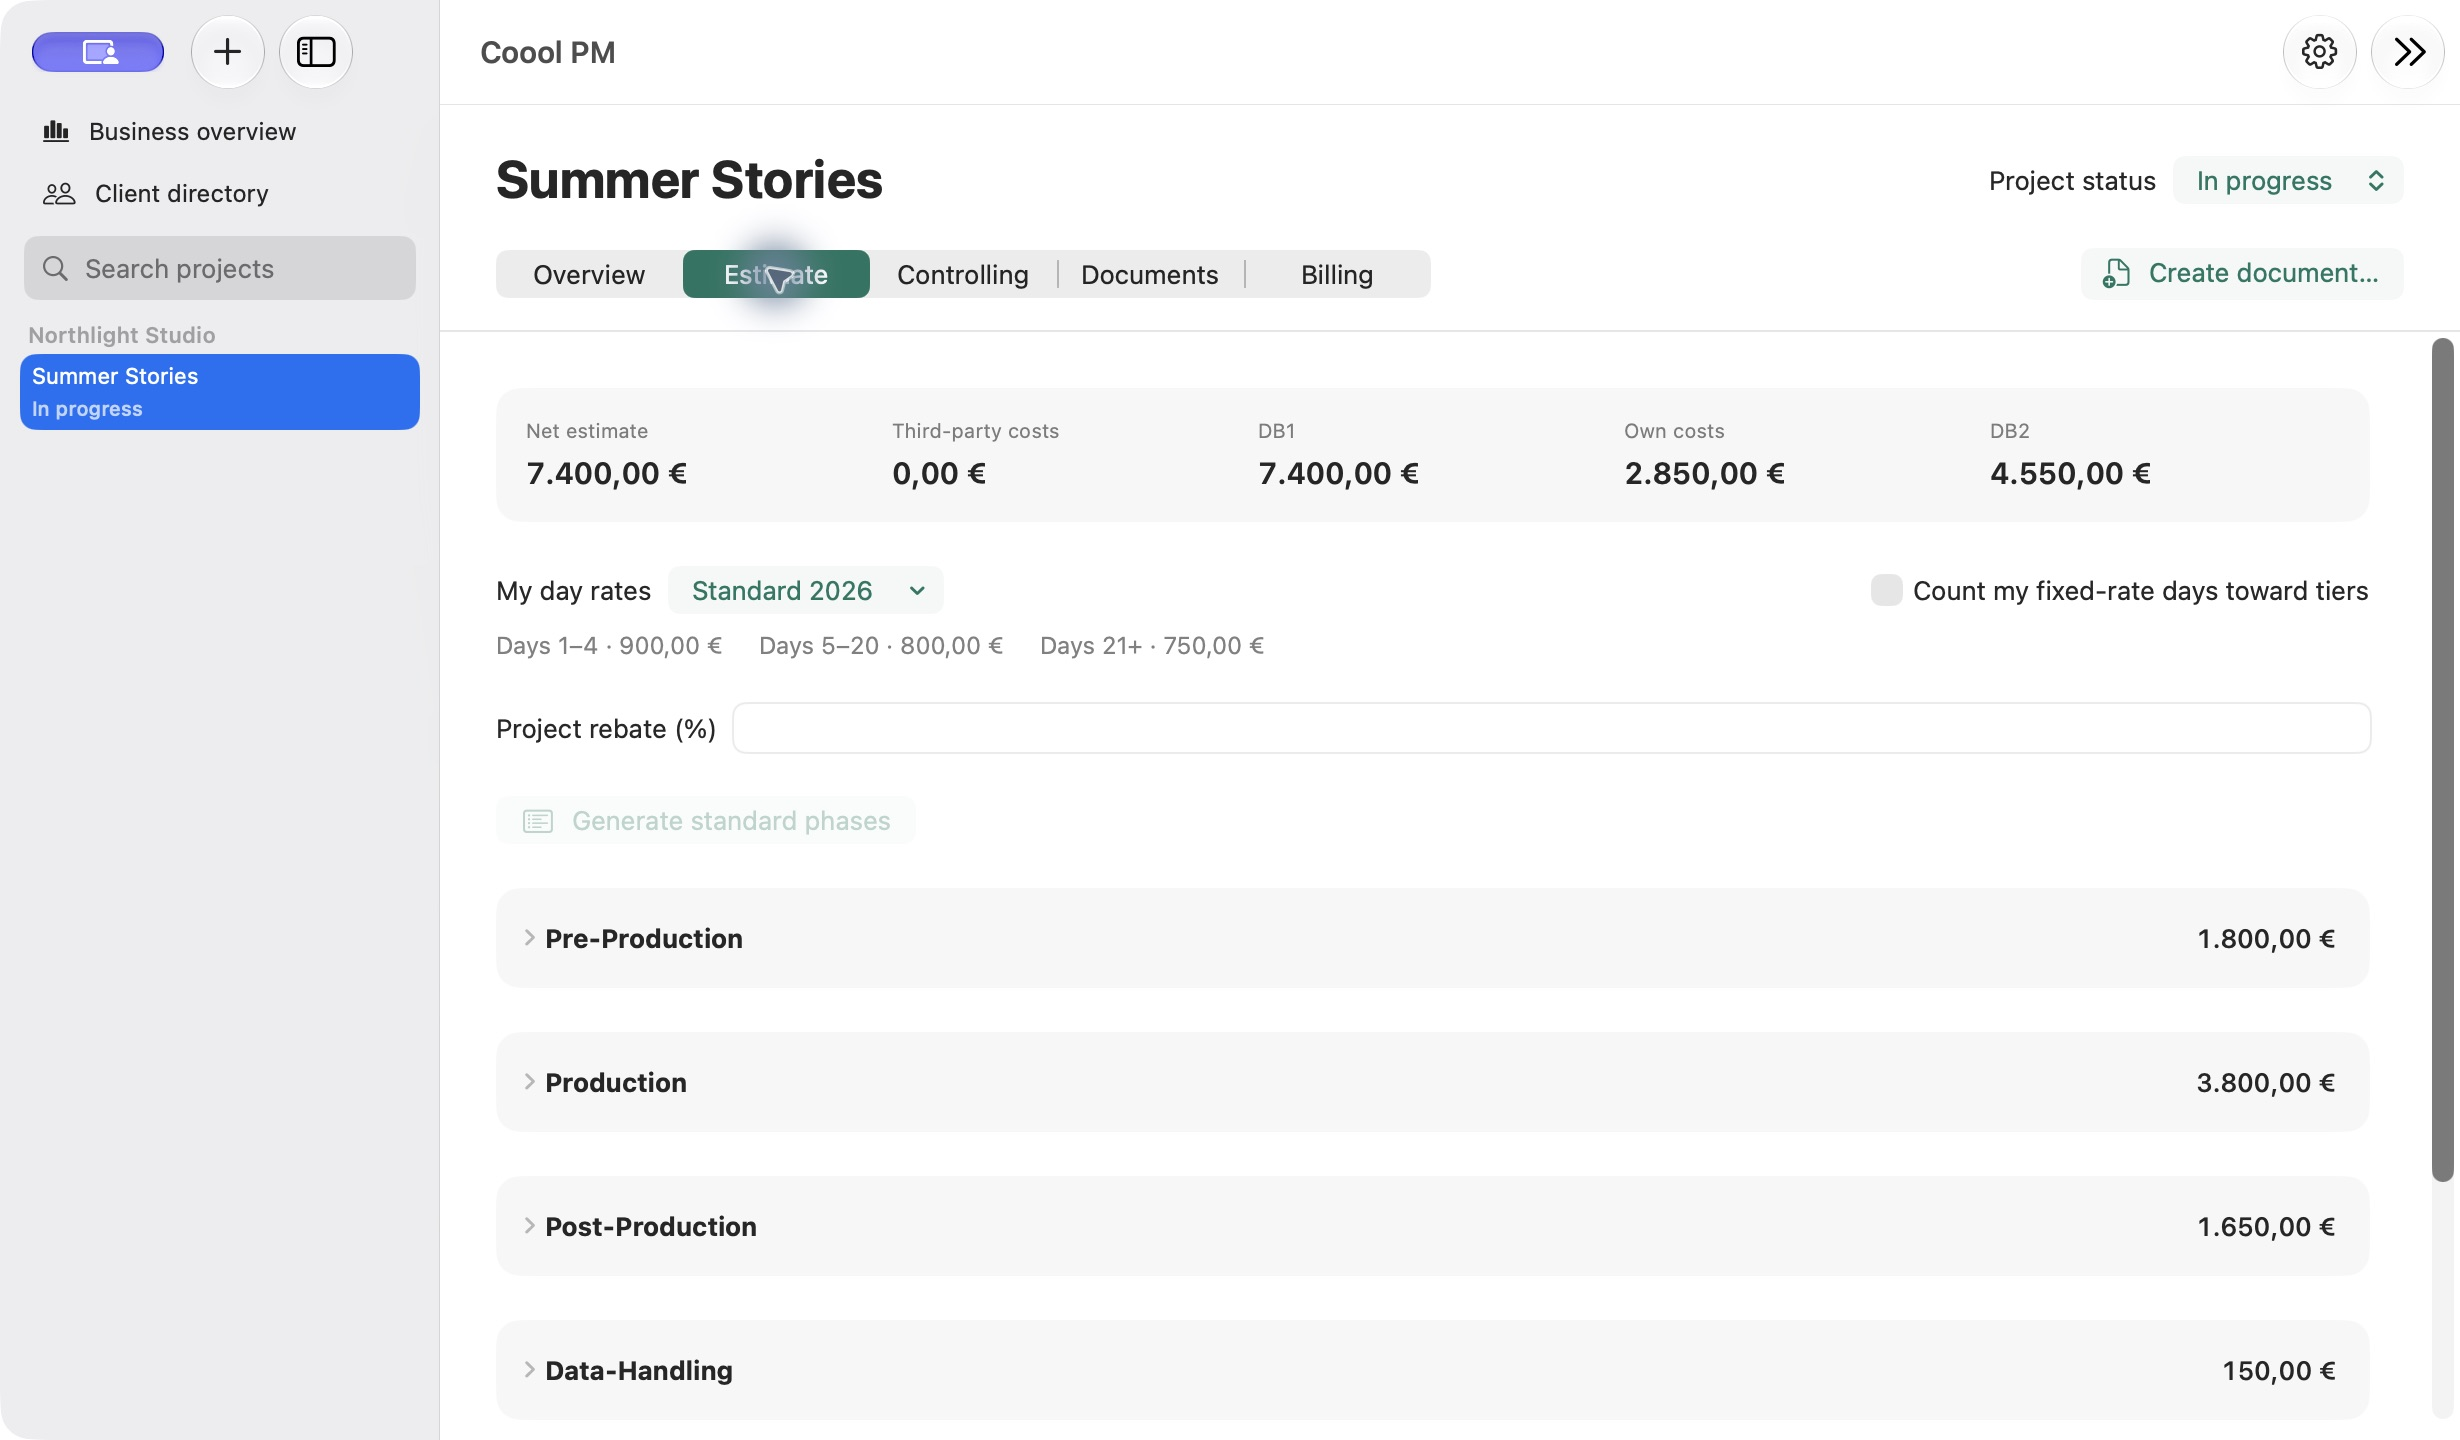 Coool PM
Business overview
Client directory
Search projects
Northlight Studio
Summer Stories
In progress
Summer Stories
Project status
In progress
Overview
Estimate
Controlling
Documents
Billing
Create document...
Net estimate
Third-party costs
DB1
Own costs
DB2
7.400,00 €
0,00 €
7.400,00 €
2.850,00 €
4.550,00 €
My day rates
Standard 2026
Count my fixed-rate days toward tiers
Days 1–4 · 900,00 €
Days 5–20 · 800,00 €
Days 21+ · 750,00 €
Project rebate (%)
Generate standard phases
Pre-Production
1.800,00 €
Production
3.800,00 €
Post-Production
1.650,00 €
Data-Handling
150,00 €